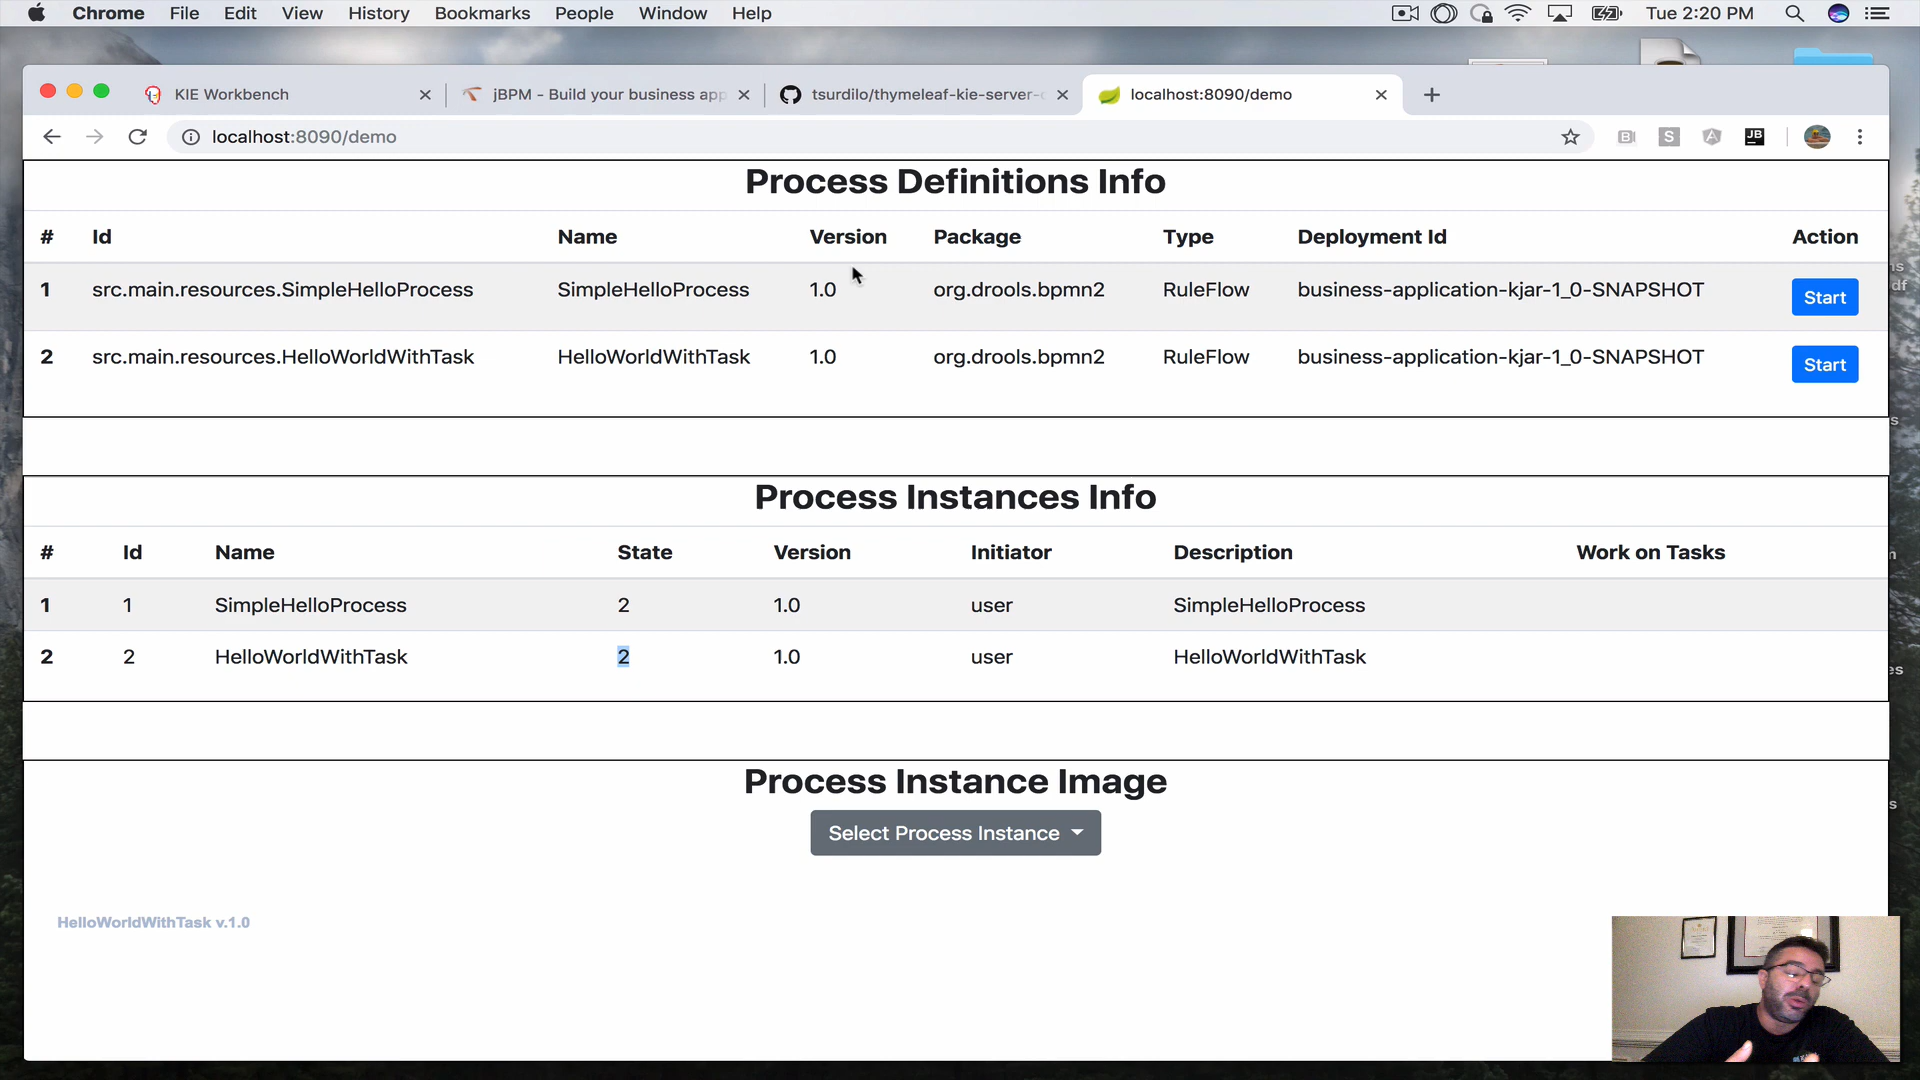 Chrome File Edit View History Bookmarks People Window Help Tue 2:20 PM
KIE Workbench jBPM - Build your business app tsurdilo/thymeleaf-kie-server- localhost:8090/demo
localhost:8090/demo
Process Definitions Info
# Id Name Version Package Type Deployment Id Action
1 src.main.resources.SimpleHelloProcess SimpleHelloProcess 1.0 org.drools.bpmn2 RuleFlow business-application-kjar-1_0-SNAPSHOT Start
2 src.main.resources.HelloWorldWithTask HelloWorldWithTask 1.0 org.drools.bpmn2 RuleFlow business-application-kjar-1_0-SNAPSHOT Start
Process Instances Info
# Id Name State Version Initiator Description Work on Tasks
1 1 SimpleHelloProcess 2 1.0 user SimpleHelloProcess
2 2 HelloWorldWithTask 2 1.0 user HelloWorldWithTask
Process Instance Image
Select Process Instance
HelloWorldWithTask v.1.0